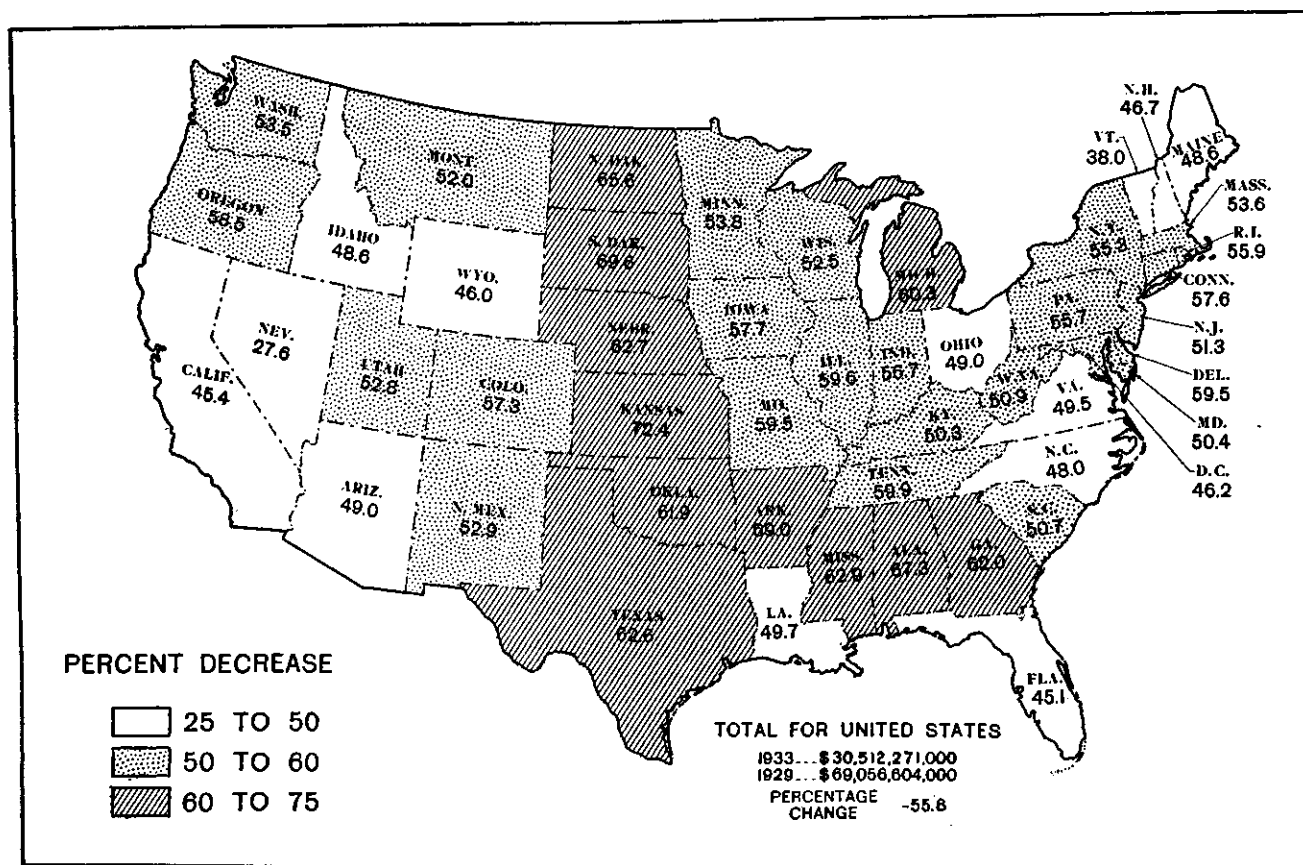 N.H.
46.7
VT.
38.0
MAINE
48.6
MASS.
53.6
R.I.
55.9
CONN.
57.6
N.J.
51.3
DEL.
59.5
MD.
50.4
D.C.
46.2
WASH.
53.5
MONT
52.0
N. DAK.
65.6
MINN.
53.8
OREGON
56.5
IDAHO
48.6
WYO.
46.0
S. DAK.
69.6
WIS.
52.5
MICH.
60.3
N.Y.
55.8
NEV.
27.6
CALIF.
45.4
UTAH
52.8
COLO.
57.3
NEBR.
62.7
IOWA
57.7
ILL.
59.6
IND.
OHIO
49.0
PA.
55.7
W. VA.
50.9
VA.
49.5
KANSAS
72.4
MO.
59.5
KY.
50.3
N.C.
48.0
TENN.
59.9
S.C.
50.7
ARIZ.
49.0
N. MEX
52.9
OKLA.
61.9
ARK.
69.0
MISS.
62.9
ALA.
67.3
GA.
62.0
TEXAS
62.6
LA.
49.7
FLA.
45.1
PERCENT DECREASE
25 TO 50
50 TO 60
60 TO 75
TOTAL FOR UNITED STATES
1933...$30,512,271,000
1929...$69,056,604,000
PERCENTAGE
CHANGE -55.8